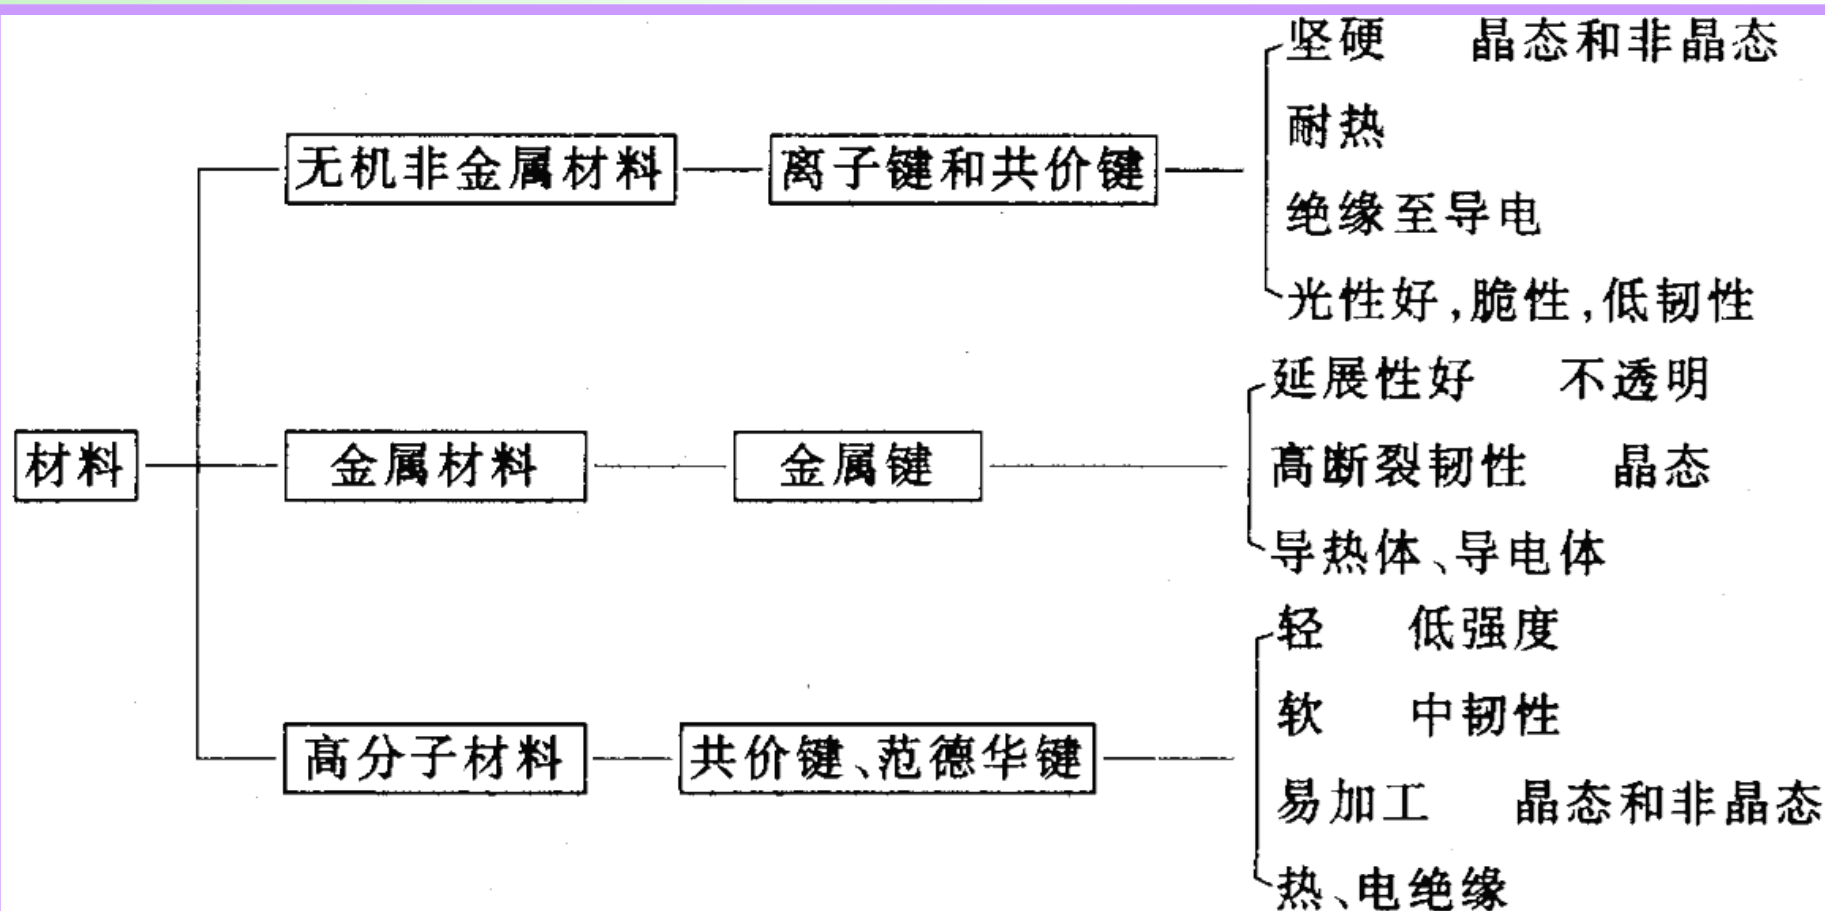 坚硬 晶态和非晶态
耐热
无机非金属材料 离子键和共价键
绝缘至导电
光性好,脆性,低韧性
延展性好 不透明
材料 金属材料 金属键 高断裂韧性 晶态
导热体、导电体
轻 低强度
软 中韧性
高分子材料 共价键、范德华键
易加工 晶态和非晶态
热、电绝缘